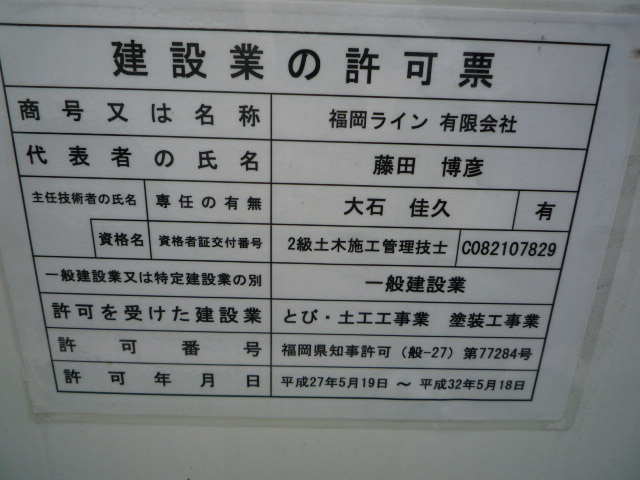 建設業の許可票
商号又は名称 福岡ライン 有限会社
代表者の氏名 藤田 博彦
主任技術者の氏名 専任の有無 大石 佳久 有
資格名 資格者証交付番号 2級土木施工管理技士 C082107829
一般建設業又は特定建設業の別 一般建設業
許可を受けた建設業 とび・土工工事業 塗装工事業
許可番号 福岡県知事許可(般-27)第77284号
許可年月日 平成27年5月19日 ～ 平成32年5月18日